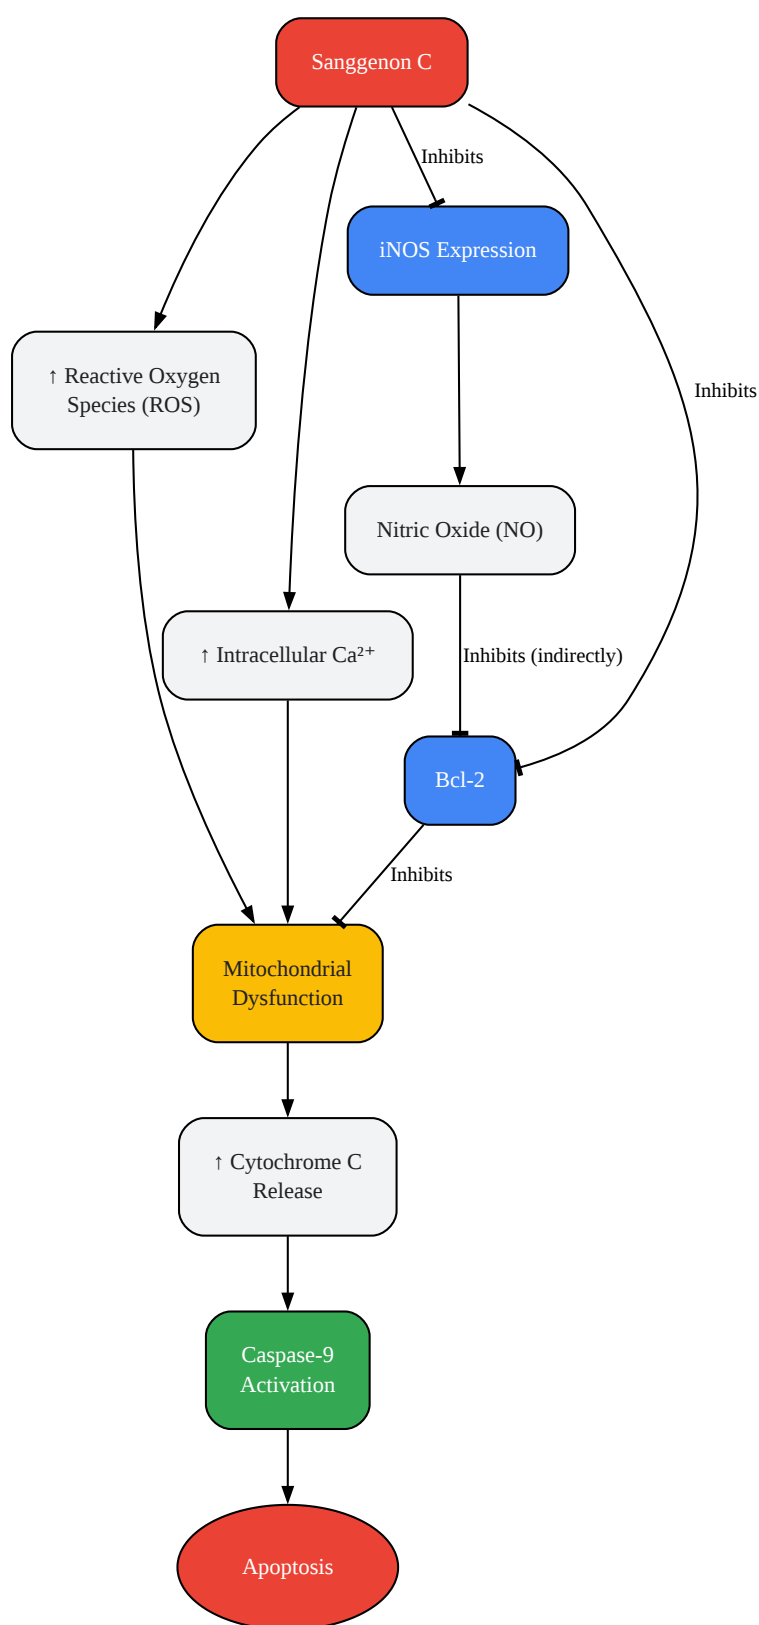 Sanggenon C
Inhibits
iNOS Expression
↑ Reactive Oxygen
Species (ROS)
Inhibits
Nitric Oxide (NO)
↑ Intracellular Ca²⁺
Inhibits (indirectly)
Bcl-2
Inhibits
Mitochondrial
Dysfunction
↑ Cytochrome C
Release
Caspase-9
Activation
Apoptosis